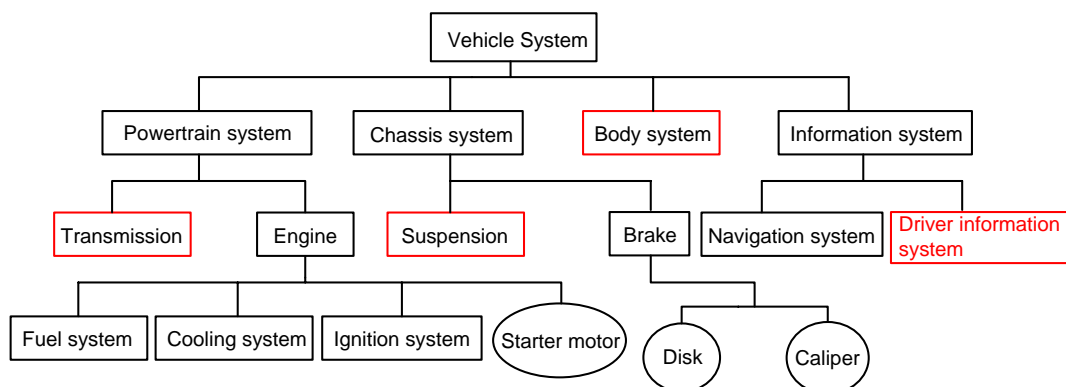 Vehicle System
Powertrain system
Chassis system
Body system
Information system
Transmission
Engine
Suspension
Brake
Navigation system
Driver information
system
Fuel system
Cooling system
Ignition system
Starter motor
Disk
Caliper